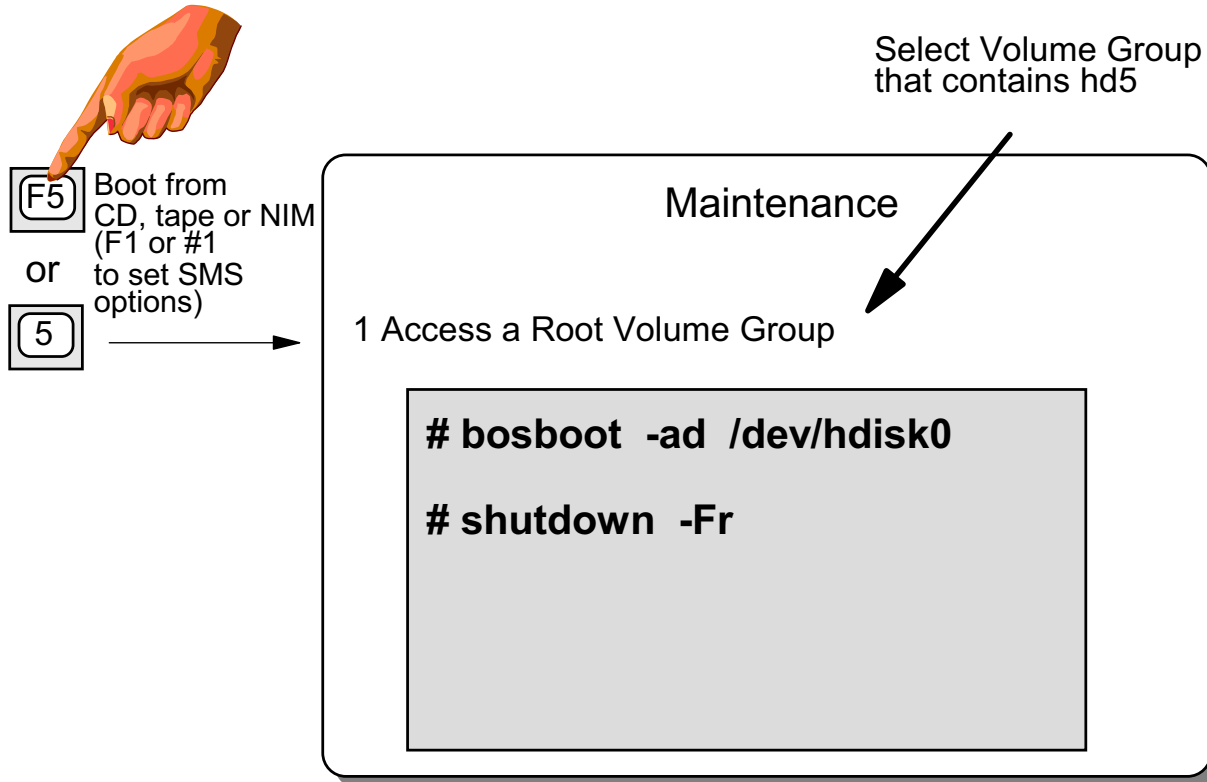 Select Volume Group
that contains hd5
F5
Boot from
CD, tape or NIM
(F1 or #1
to set SMS
options)
or
5
Maintenance
1 Access a Root Volume Group
# bosboot -ad /dev/hdisk0
# shutdown -Fr